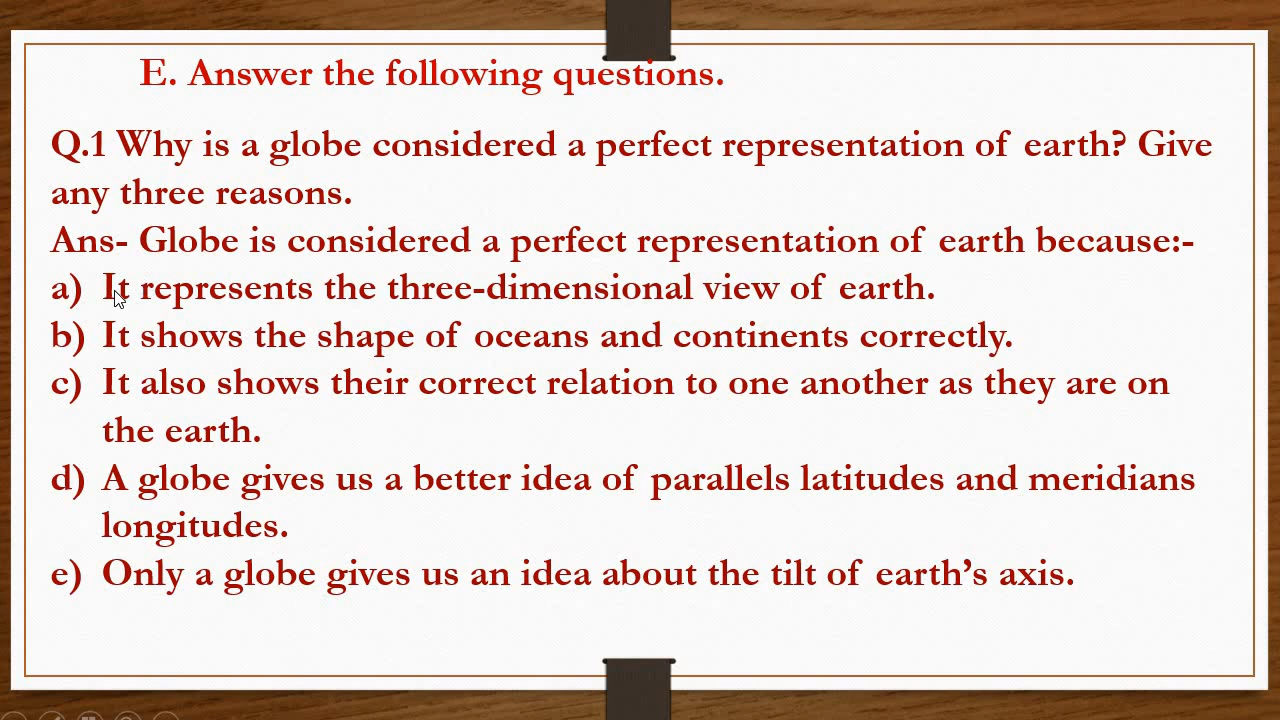 E. Answer the following questions.
Q.1 Why is a globe considered a perfect representation of earth? Give
any three reasons.
Ans- Globe is considered a perfect representation of earth because:-
a) It represents the three-dimensional view of earth.
b) It shows the shape of oceans and continents correctly.
c) It also shows their correct relation to one another as they are on
the earth.
d) A globe gives us a better idea of parallels latitudes and meridians
longitudes.
e) Only a globe gives us an idea about the tilt of earth’s axis.